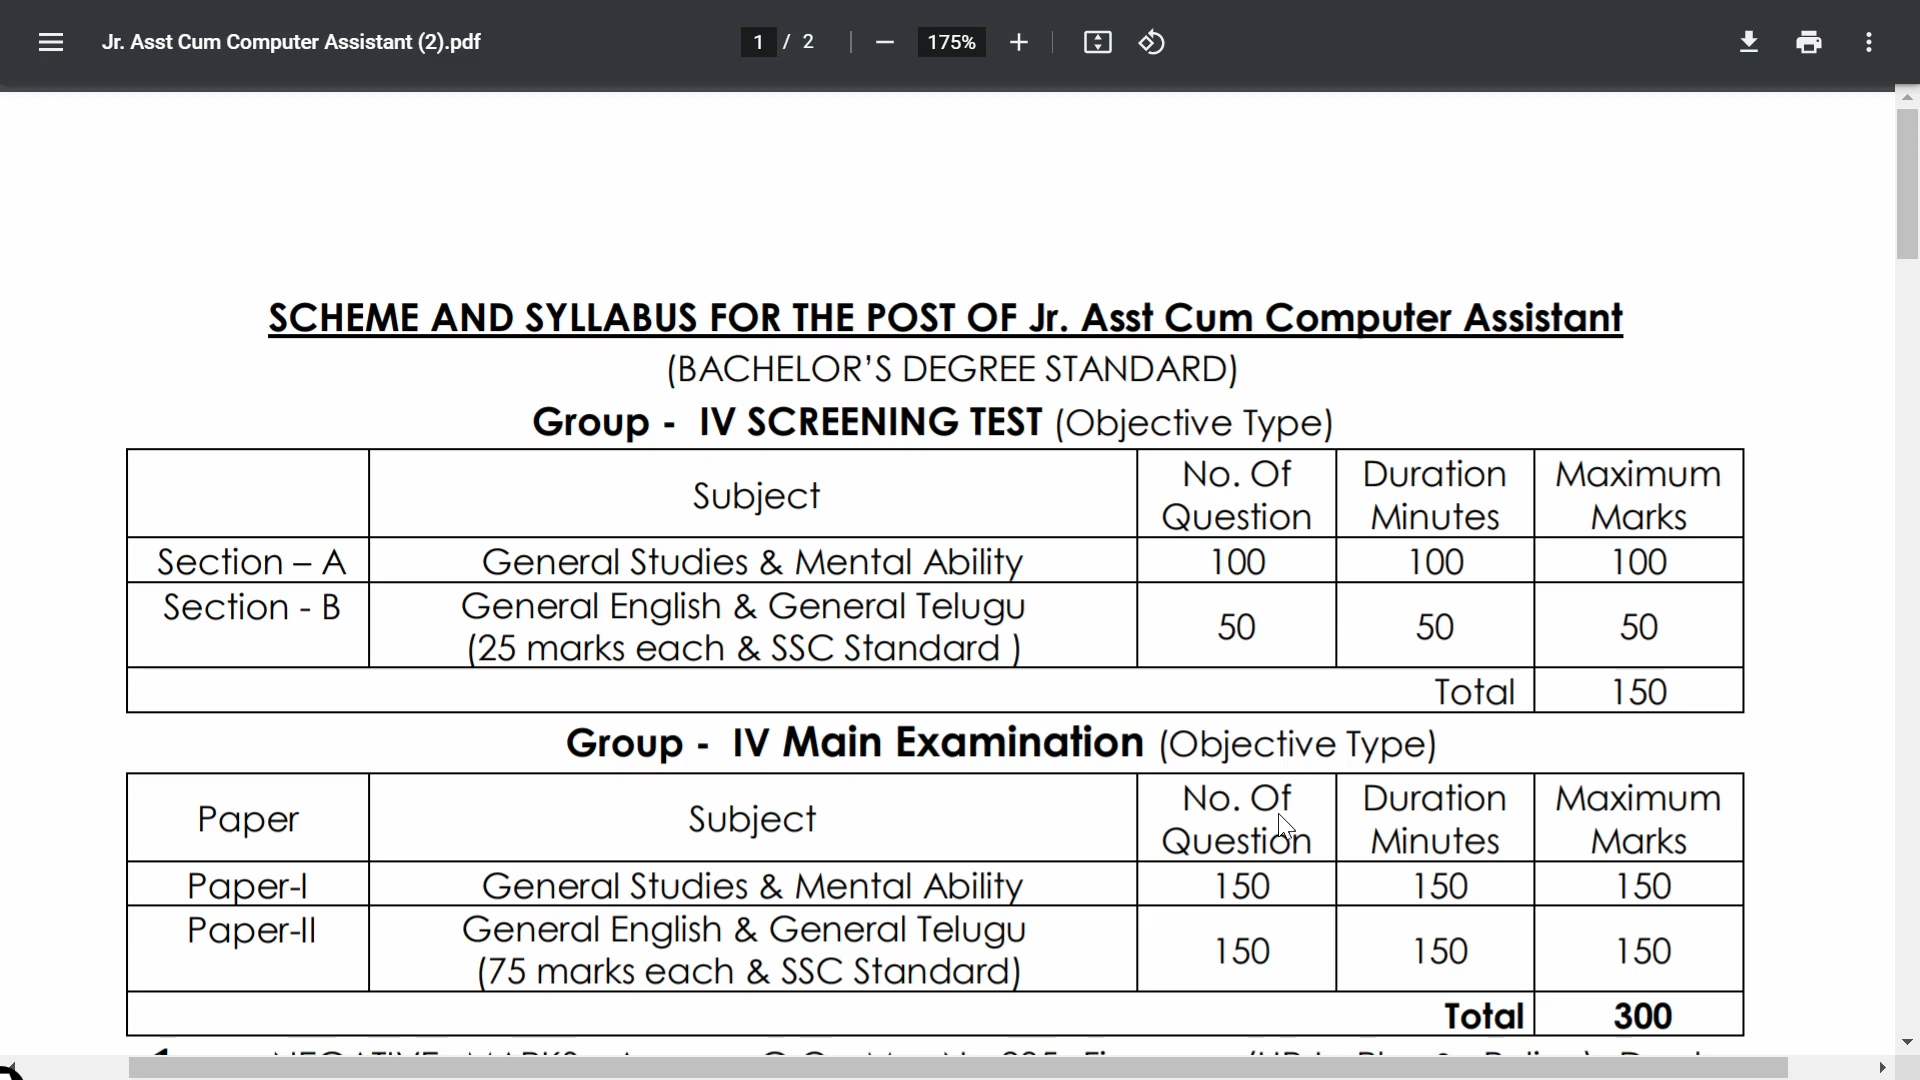 Jr. Asst Cum Computer Assistant (2).pdf
1 / 2
175%
SCHEME AND SYLLABUS FOR THE POST OF Jr. Asst Cum Computer Assistant
(BACHELOR'S DEGREE STANDARD)
Group - IV SCREENING TEST (Objective Type)
Subject No. Of Question Duration Minutes Maximum Marks
Section – A General Studies & Mental Ability 100 100 100
Section - B General English & General Telugu 50 50 50
(25 marks each & SSC Standard )
Total 150
Group - IV Main Examination (Objective Type)
Paper Subject No. Of Question Duration Minutes Maximum Marks
Paper-I General Studies & Mental Ability 150 150 150
Paper-II General English & General Telugu 150 150 150
(75 marks each & SSC Standard)
Total 300